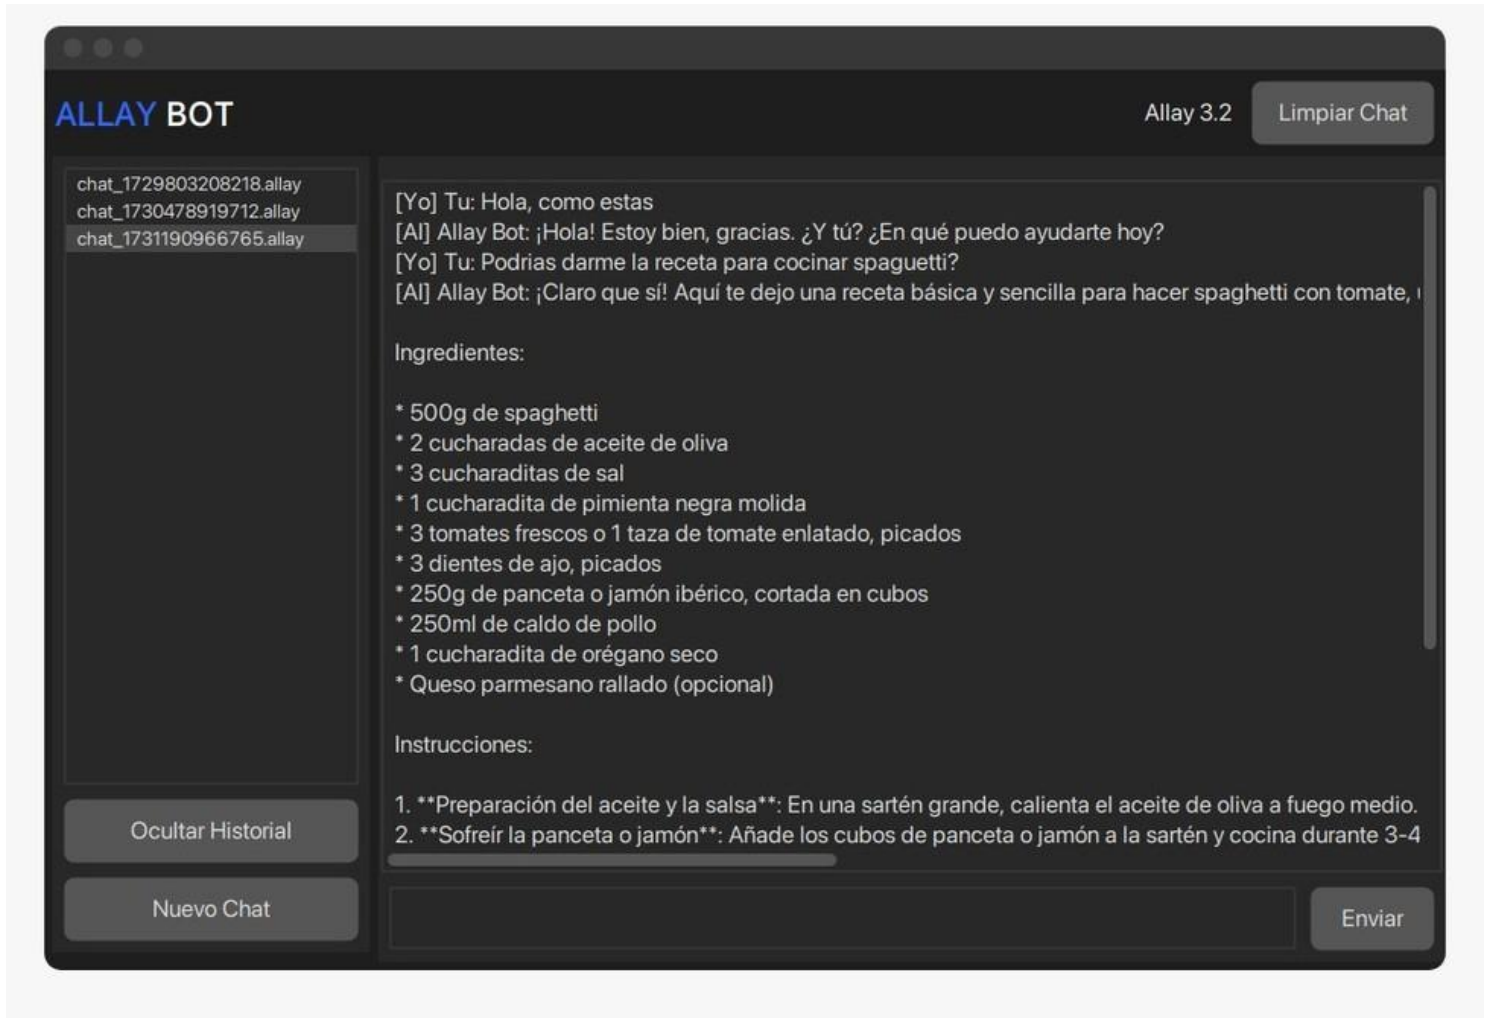 ALLAY BOT
Allay 3.2
Limpiar Chat
chat_1729803208218.allay
chat_1730478919712.allay
chat_1731190966765.allay
[Yo] Tu: Hola, como estas
[AI] Allay Bot: ¡Hola! Estoy bien, gracias. ¿Y tú? ¿En qué puedo ayudarte hoy?
[Yo] Tu: Podrias darme la receta para cocinar spaguetti?
[AI] Allay Bot: ¡Claro que sí! Aquí te dejo una receta básica y sencilla para hacer spaghetti con tomate,
Ingredientes:
* 500g de spaghetti
* 2 cucharadas de aceite de oliva
* 3 cucharaditas de sal
* 1 cucharadita de pimienta negra molida
* 3 tomates frescos o 1 taza de tomate enlatado, picados
* 3 dientes de ajo, picados
* 250g de panceta o jamón ibérico, cortada en cubos
* 250ml de caldo de pollo
* 1 cucharadita de orégano seco
* Queso parmesano rallado (opcional)
Instrucciones:
1. **Preparación del aceite y la salsa**: En una sartén grande, calienta el aceite de oliva a fuego medio.
2. **Sofreír la panceta o jamón**: Añade los cubos de panceta o jamón a la sartén y cocina durante 3-4
Ocultar Historial
Nuevo Chat
Enviar